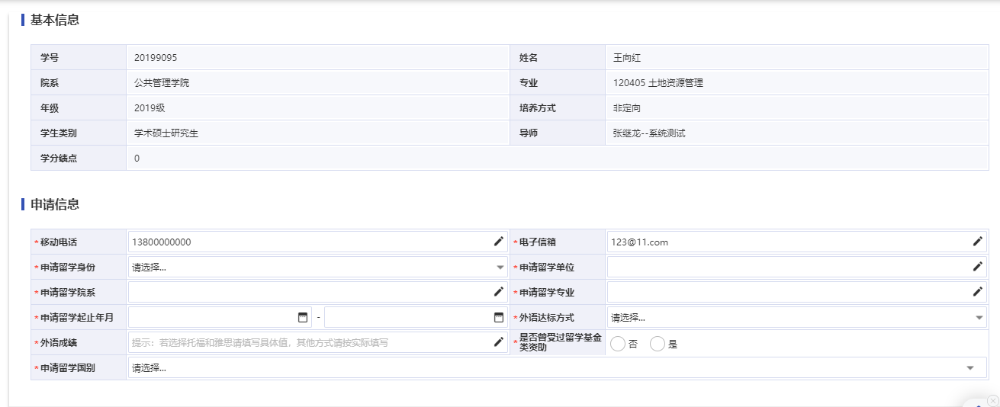 基本信息
学号 20199095 姓名 王向红
院系 公共管理学院 专业 120405 土地资源管理
年级 2019级 培养方式 非定向
学生类别 学术硕士研究生 导师 张继龙--系统测试
学分绩点 0
申请信息
*移动电话 13800000000 *电子信箱 123@11.com
*申请留学身份 请选择... *申请留学单位
*申请留学院系 *申请留学专业
*申请留学起止年月 - *外语达标方式 请选择...
*外语成绩 提示：若选择托福和雅思请填写具体值，其他方式请按实际填写 *是否曾受过留学基金
类资助 否 是
*申请留学国别 请选择...